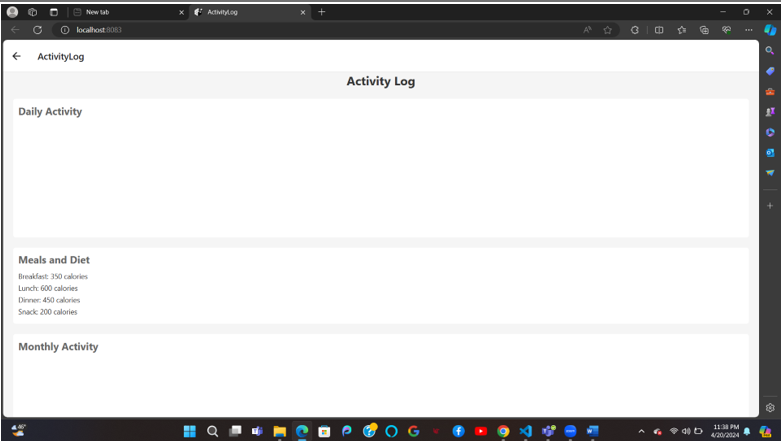 New tab
ActivityLog
localhost:8083
ActivityLog
Activity Log
Daily Activity
Meals and Diet
Breakfast: 350 calories
Lunch: 600 calories
Dinner: 450 calories
Snack: 200 calories
Monthly Activity
46°
11:38 PM
4/20/2024